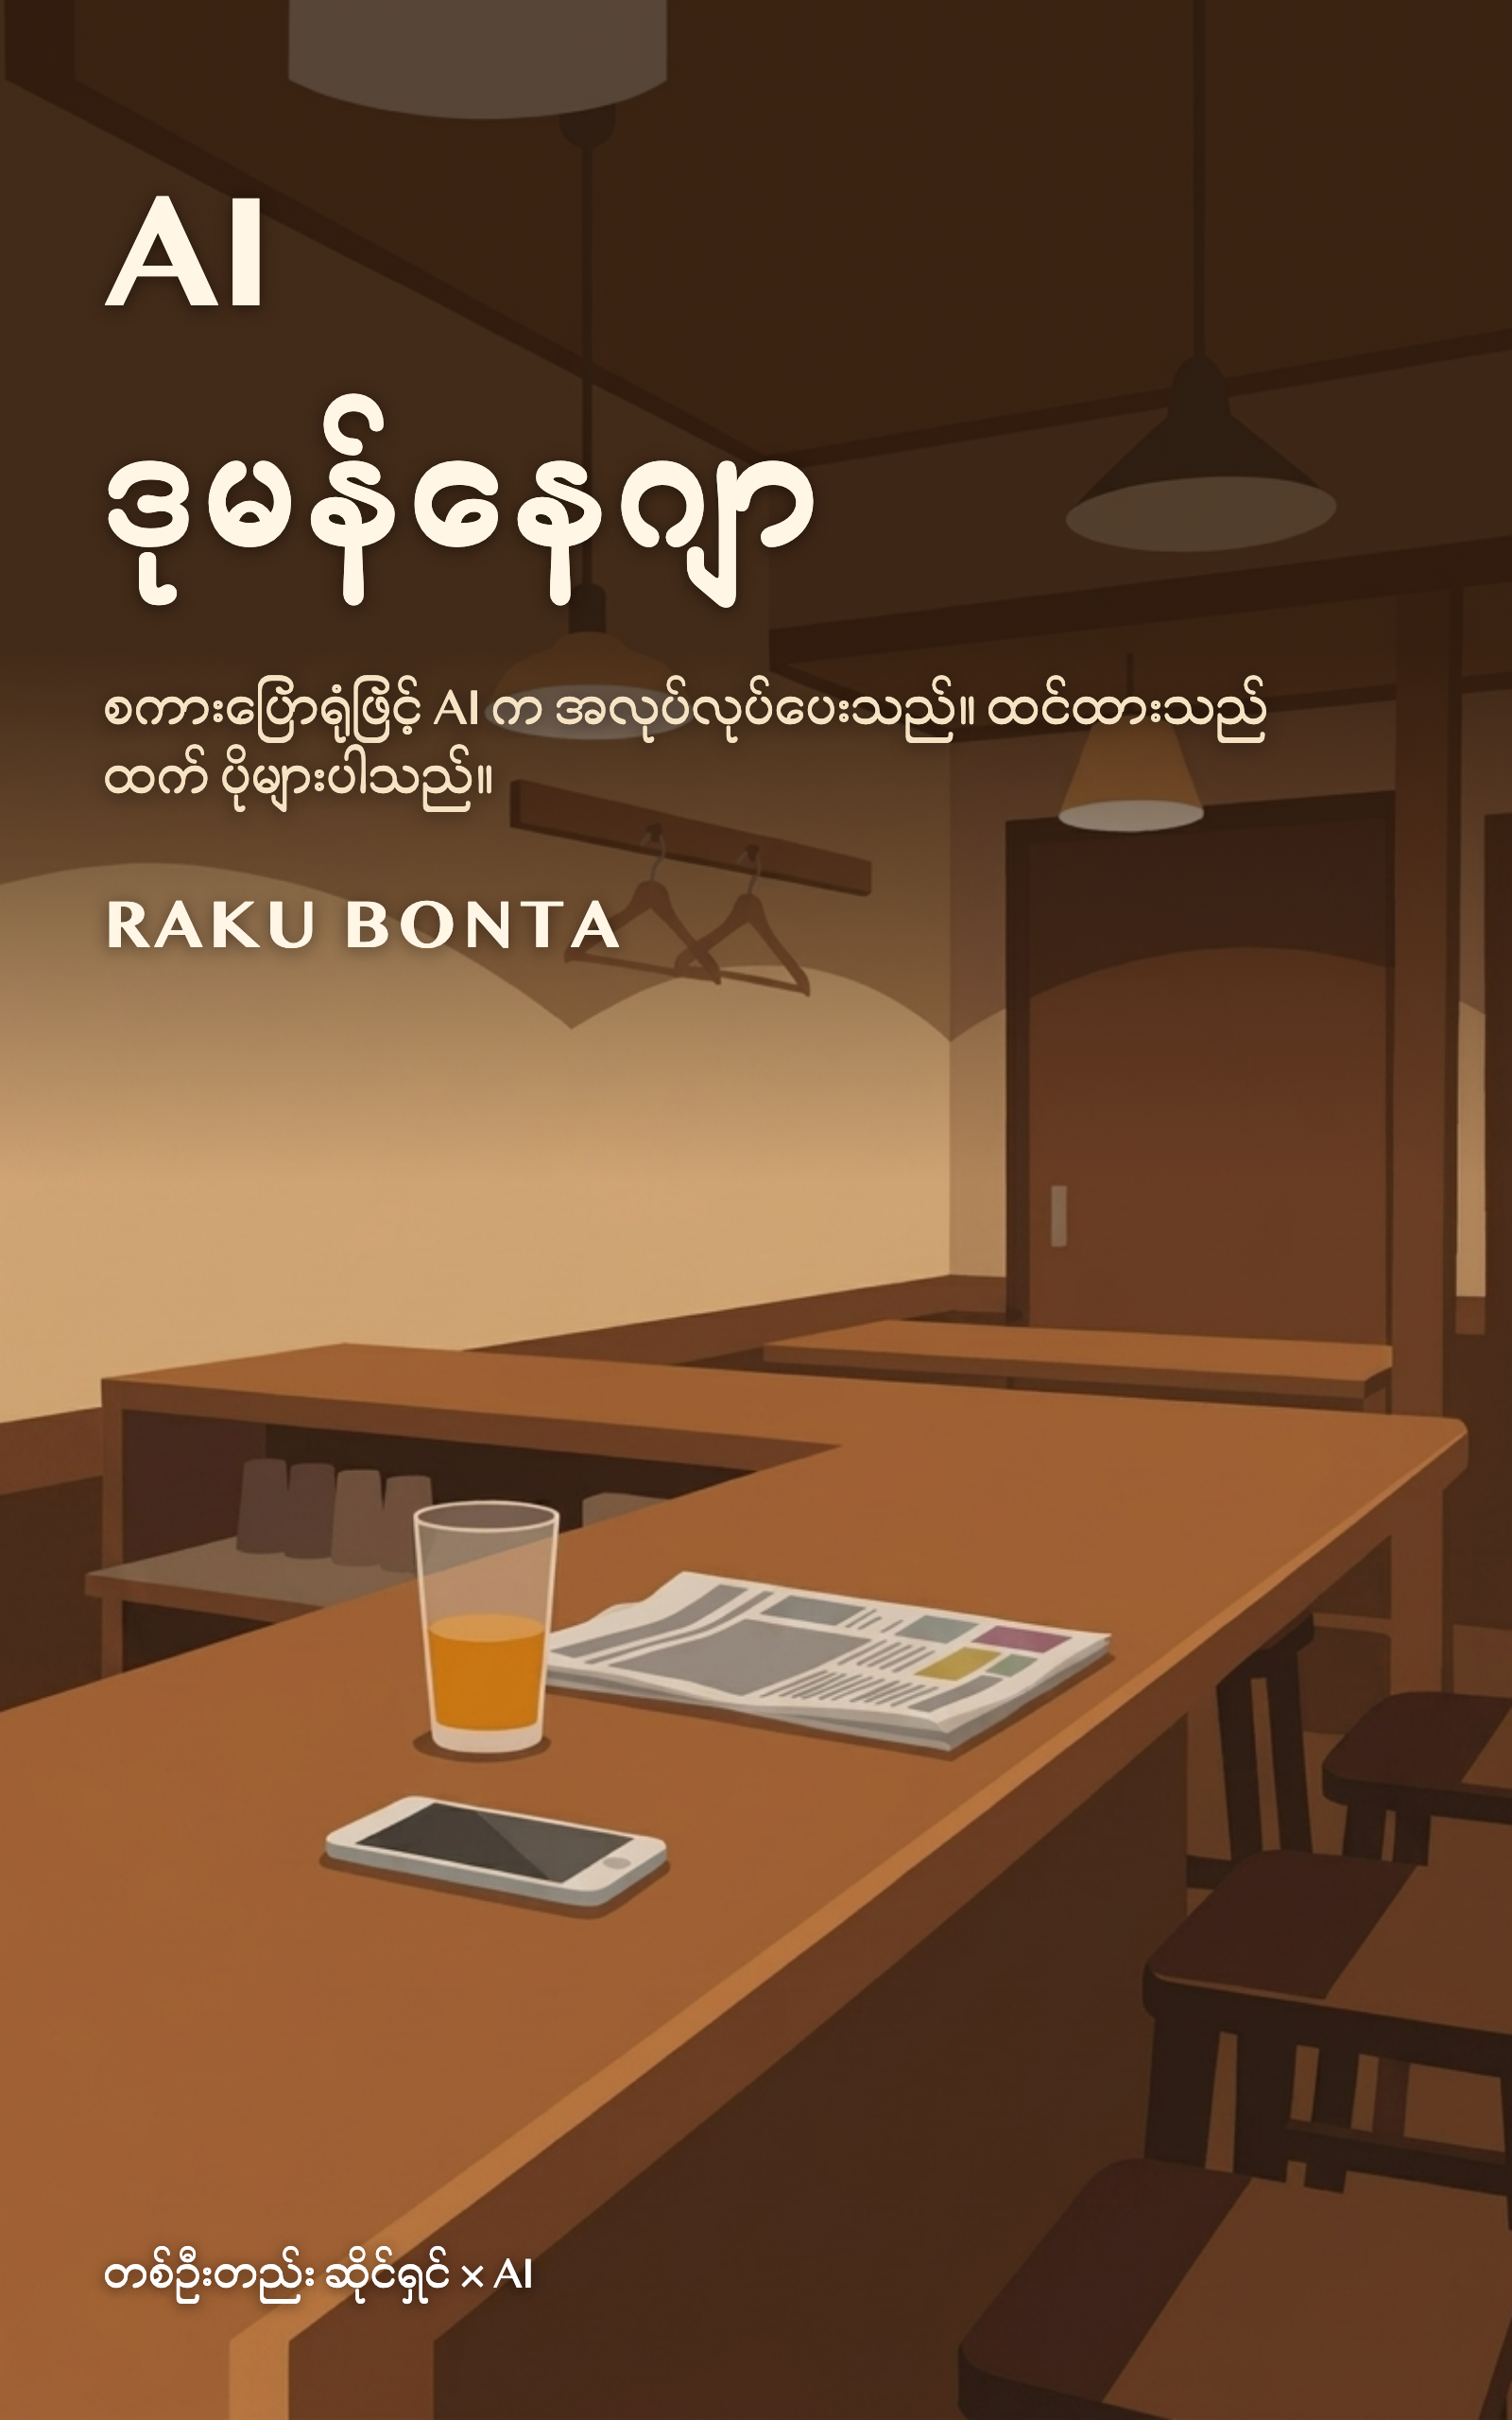 AI
ဒုမန်နေဂျာ
စကားပြောရုံဖြင့် AI က အလုပ်လုပ်ပေးသည်။ ထင်ထားသည်
ထက် ပိုများပါသည်။
RAKU BONTA
တစ်ဦးတည်း ဆိုင်ရှင် × AI